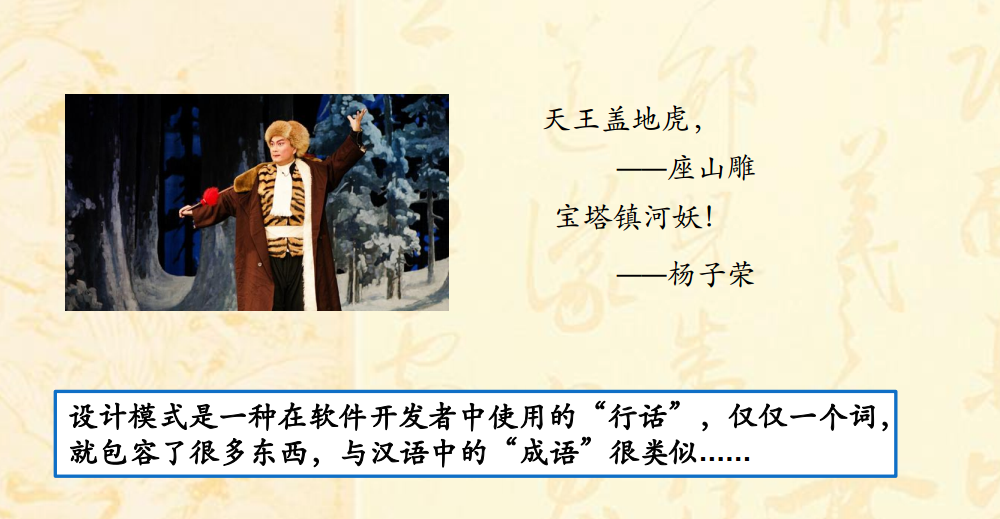 天王盖地虎，
——座山雕
宝塔镇河妖！
——杨子荣
设计模式是一种在软件开发者中使用的“行话”，仅仅一个词，
就包容了很多东西，与汉语中的“成语”很类似……